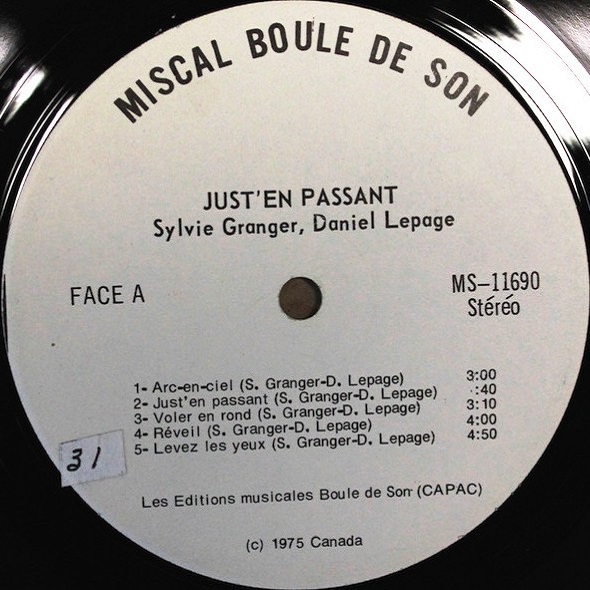 MISCAL BOULE DE SON
JUST'EN PASSANT
Sylvie Granger, Daniel Lepage
FACE A
MS-11690
Stéréo
1- Arc-en-ciel (S. Granger-D. Lepage) 3:00
2- Just'en passant (S. Granger-D. Lepage) :40
3- Voler en rond (S. Granger-D. Lepage) 3:10
4- Réveil (S. Granger-D. Lepage) 4:00
5- Levez les yeux (S. Granger-D. Lepage) 4:50
31
Les Editions musicales Boule de Son (CAPAC)
(c) 1975 Canada